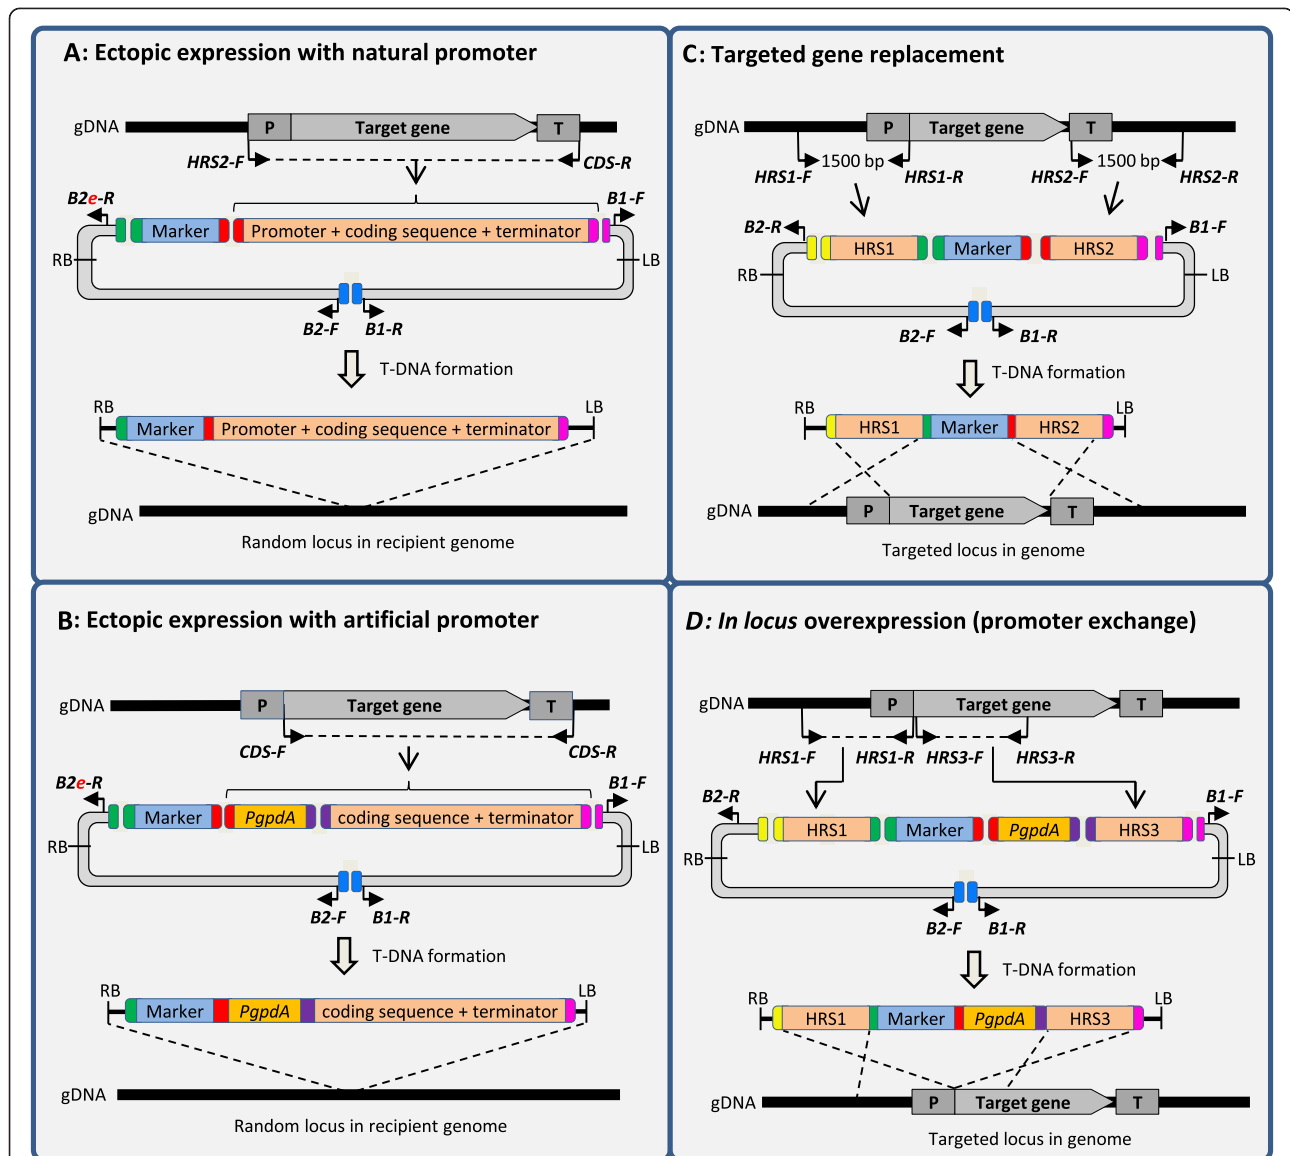 A: Ectopic expression with natural promoter
gDNA
P
Target gene
T
HRS2-F
CDS-R
B2e-R
B1-F
Marker
Promoter + coding sequence + terminator
RB
LB
B2-F
B1-R
T-DNA formation
RB
LB
Marker
Promoter + coding sequence + terminator
gDNA
Random locus in recipient genome
C: Targeted gene replacement
gDNA
P
Target gene
T
1500 bp
1500 bp
HRS1-F
HRS1-R
HRS2-F
HRS2-R
B2-R
B1-F
HRS1
Marker
HRS2
RB
LB
B2-F
B1-R
T-DNA formation
RB
LB
HRS1
Marker
HRS2
gDNA
P
Target gene
T
Targeted locus in genome
B: Ectopic expression with artificial promoter
gDNA
P
Target gene
T
CDS-F
CDS-R
B2e-R
B1-F
Marker
PgpdA
coding sequence + terminator
RB
LB
B2-F
B1-R
T-DNA formation
RB
LB
Marker
PgpdA
coding sequence + terminator
gDNA
Random locus in recipient genome
D: In locus overexpression (promoter exchange)
gDNA
P
Target gene
T
HRS1-F
HRS1-R
HRS3-F
HRS3-R
B2-R
B1-F
HRS1
Marker
PgpdA
HRS3
RB
LB
B2-F
B1-R
T-DNA formation
RB
LB
HRS1
Marker
PgpdA
HRS3
gDNA
P
Target gene
T
Targeted locus in genome